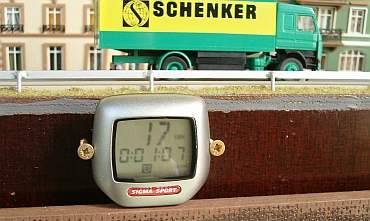 SCHENKER
17
0:01:07
SIGMA SPORT